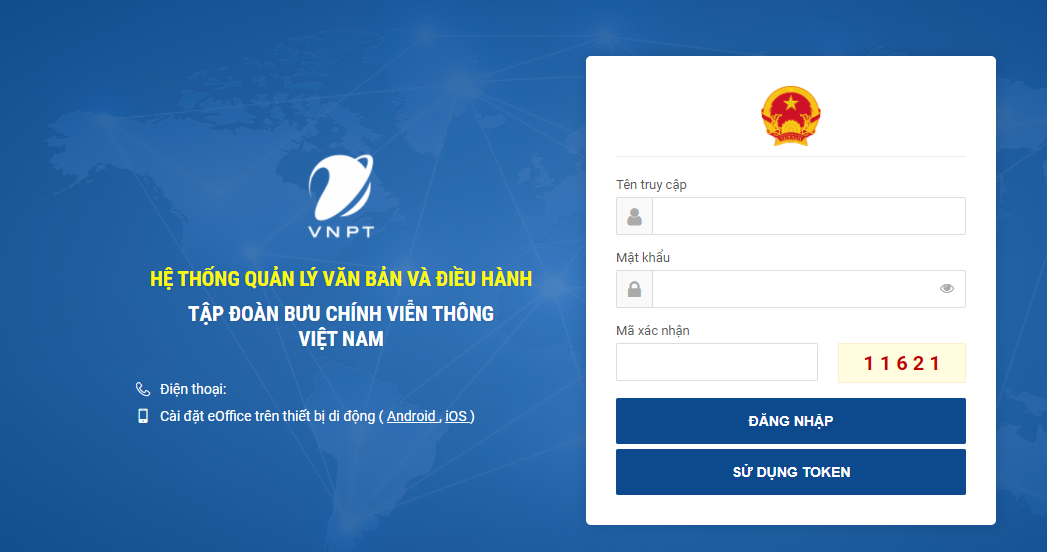 VNPT
HỆ THỐNG QUẢN LÝ VĂN BẢN VÀ ĐIỀU HÀNH
TẬP ĐOÀN BƯU CHÍNH VIỄN THÔNG
VIỆT NAM
Điện thoại:
Cài đặt eOffice trên thiết bị di động ( Android , iOS )
Tên truy cập
Mật khẩu
Mã xác nhận
11621
ĐĂNG NHẬP
SỬ DỤNG TOKEN